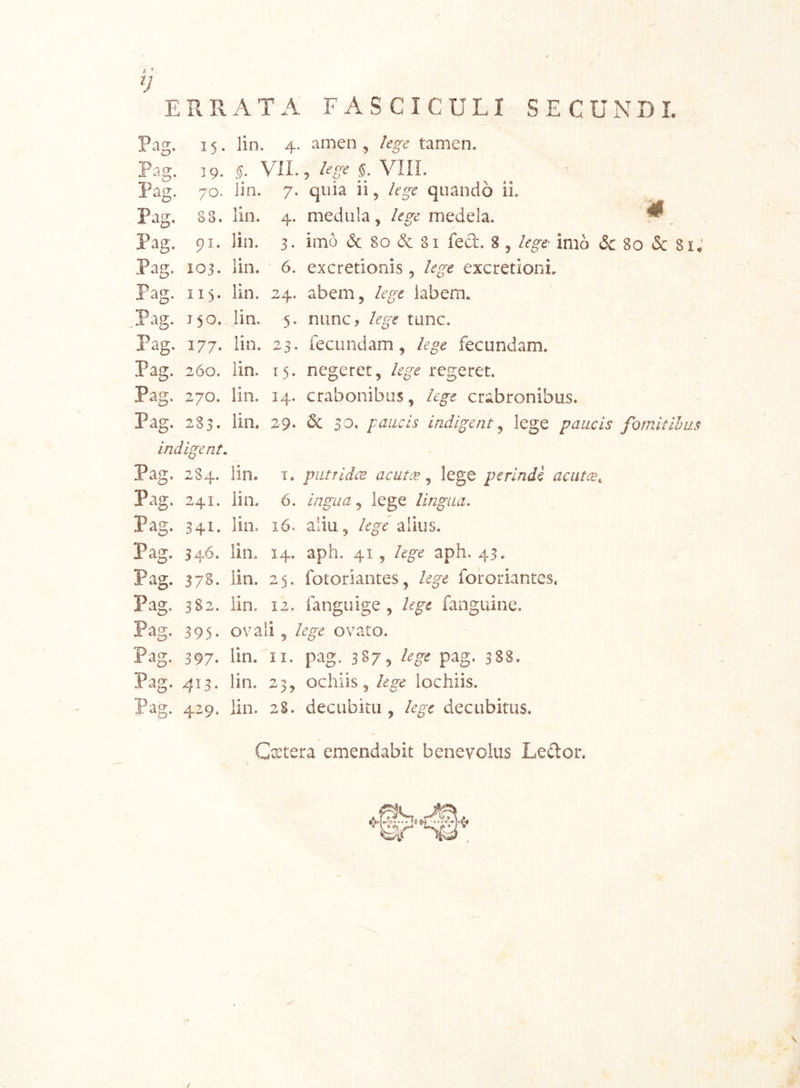 ij
ERRATA FASCICULI SECUNDI.
Pag. 15. lin. 4. amen, lege tamen.
Pag. 19. §. VII., lege §. VIII.
Pag. 70. lin. 7. quia ii, lege quandò ii.
Pag. 88. lin. 4. medula, lege medela.
Pag. 91. lin. 3. imò & 80 & 81 ſect. 8, lege imò & 80 & 81.
Pag. 103. lin. 6. excretionis, lege excretioni.
Pag. 115. lin. 24. abem, lege labem.
Pag. 150. lin. 5. nunc, lege tunc.
Pag. 177. lin. 23. ſecundam, lege fecundam.
Pag. 260. lin. 15. negeret, lege regeret.
Pag. 270. lin. 14. crabonibus, lege crabronibus.
Pag. 283. lin. 29. & 30. paucis indigent, lege paucis fomitibus
indigent.
Pag. 284. lin. 1. putridæ acutæ, lege perindè acutæ.
Pag. 241. lin. 6. ingua, lege lingua.
Pag. 341. lin. 16. aliu, lege alius.
Pag. 346. lin. 14. aph. 41, lege aph. 43.
Pag. 378. lin. 25. fotoriantes, lege ſororiantes.
Pag. 382. lin. 12. ſanguige, lege ſanguine.
Pag. 395. ovali, lege ovato.
Pag. 397. lin. 11. pag. 387, lege pag. 388.
Pag. 413. lin. 23, ochiis, lege lochiis.
Pag. 429. lin. 28. decubitu, lege decubitus.
Cætera emendabit benevolus Lector.